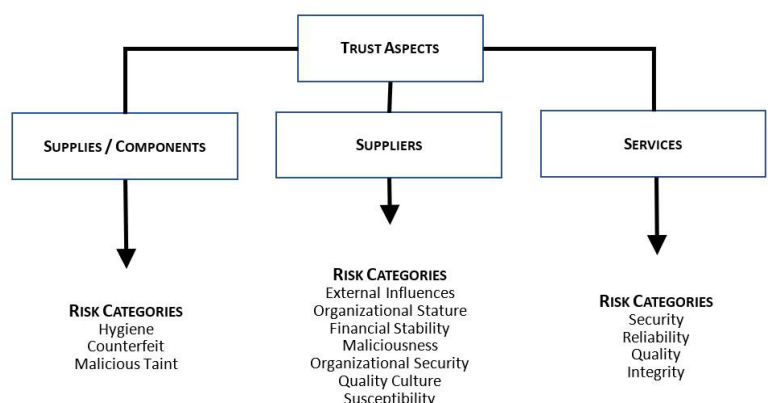 TRUST ASPECTS
SUPPLIES / COMPONENTS
SUPPLIERS
SERVICES
RISK CATEGORIES
Hygiene
Counterfeit
Malicious Taint
RISK CATEGORIES
External Influences
Organizational Stature
Financial Stability
Maliciousness
Organizational Security
Quality Culture
Susceptibility
RISK CATEGORIES
Security
Reliability
Quality
Integrity